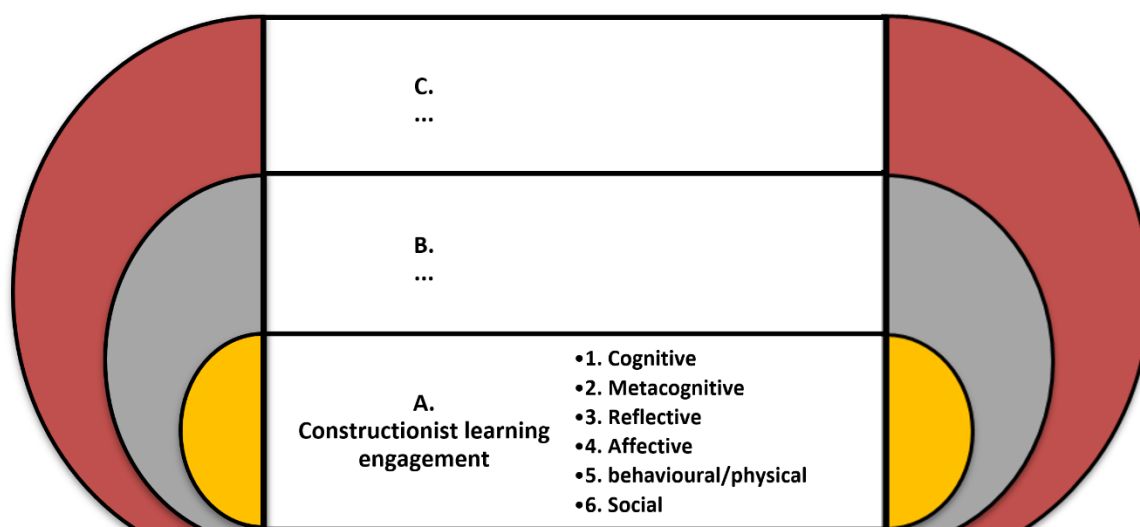 C.
...
B.
...
A.
Constructionist learning
engagement
•1. Cognitive
•2. Metacognitive
•3. Reflective
•4. Affective
•5. behavioural/physical
•6. Social